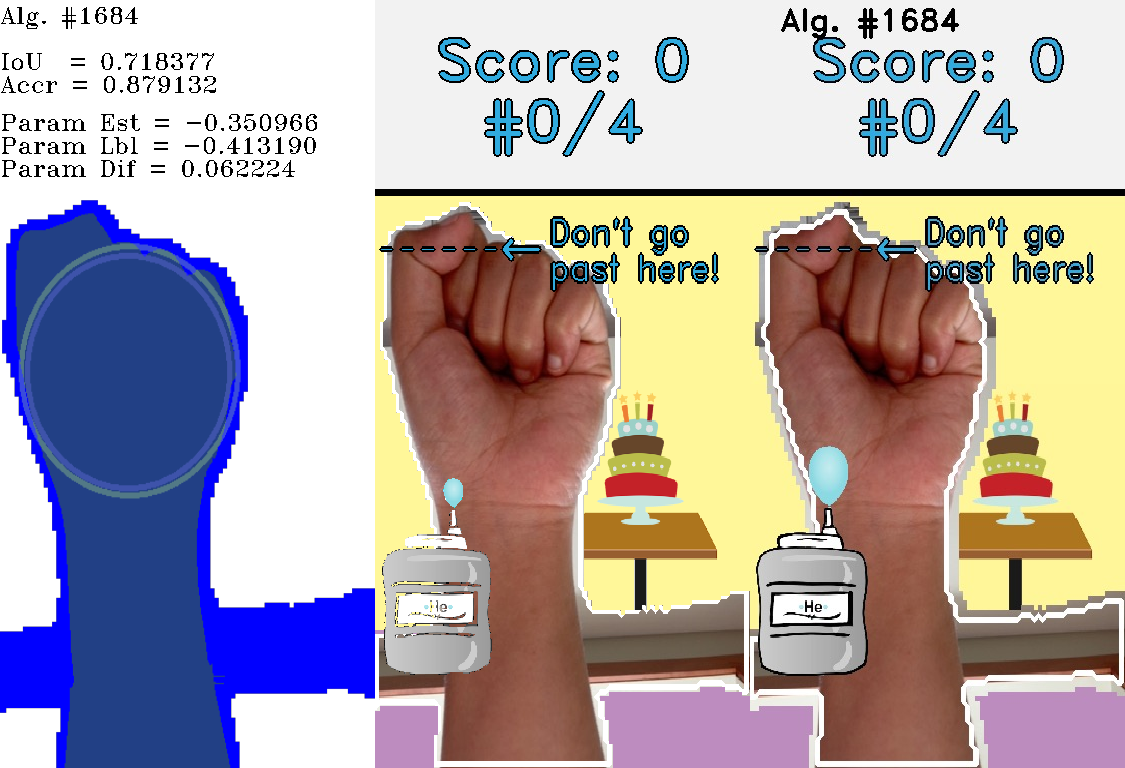 Alg. #1684
IoU = 0.718377
Accr = 0.879132
Param Est = -0.350966
Param Lbl = -0.413190
Param Dif = 0.062224
Score: 0
#0/4
Don't go
past here!
He
Alg. #1684
Score: 0
#0/4
Don't go
past here!
He